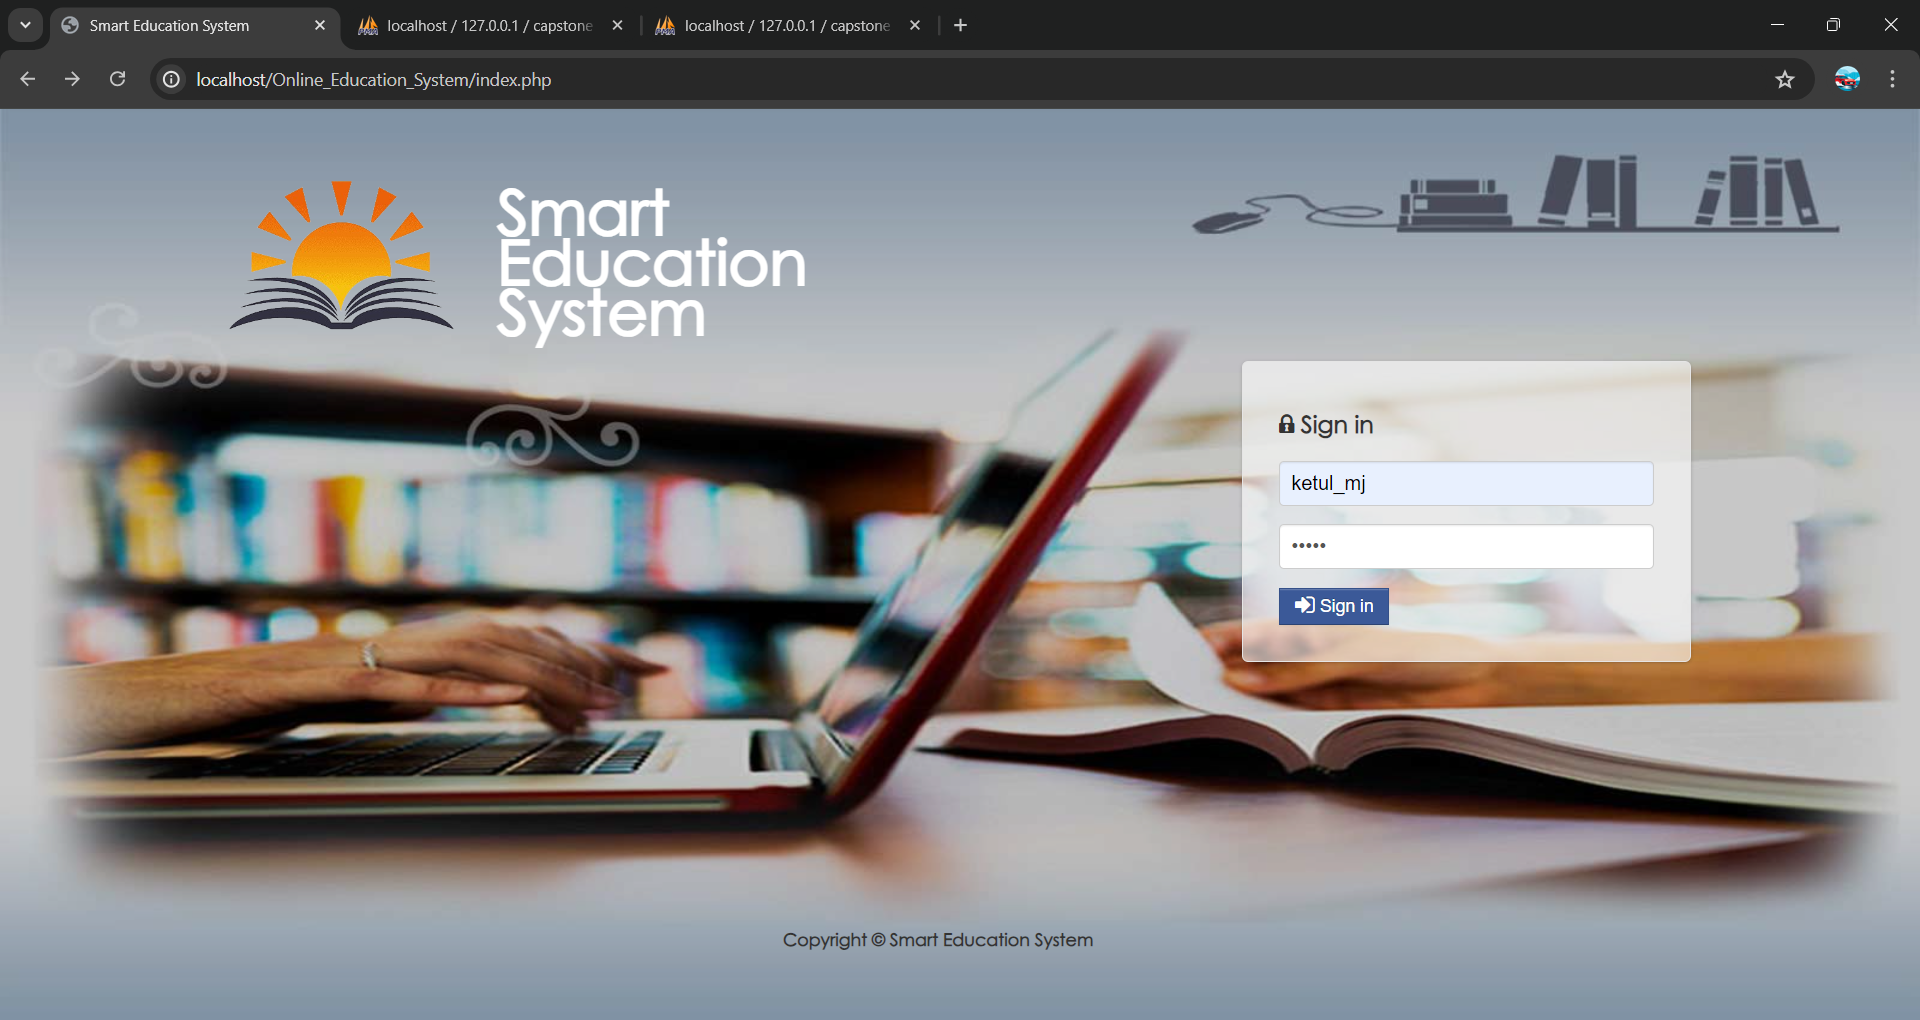 Smart Education System
localhost / 127.0.0.1 / capstone
localhost / 127.0.0.1 / capstone
localhost/Online_Education_System/index.php
Smart
Education
System
Sign in
ketul_mj
•••••
Sign in
Copyright © Smart Education System